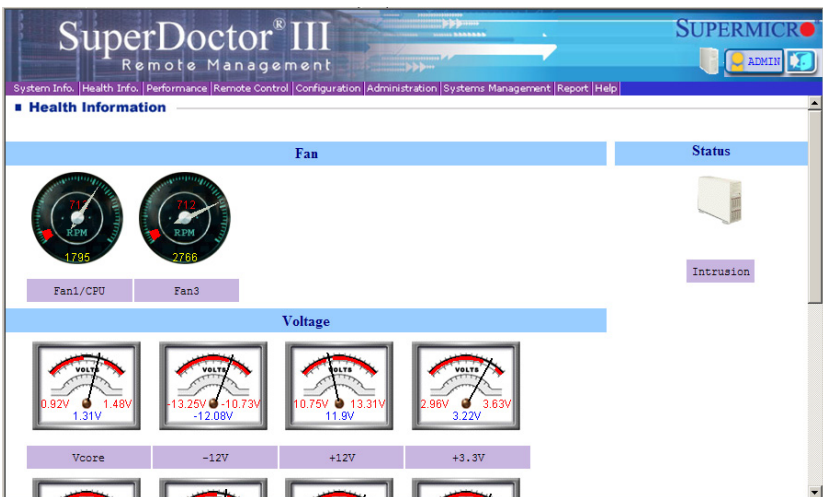 SuperDoctor® III
Remote Management
SUPERMICR
ADMIN
System Info. Health Info. Performance Remote Control Configuration Administration Systems Management Report Help
Health Information
Fan
Status
712
RPM
1795
712
RPM
2766
Fan1/CPU
Fan3
Intrusion
Voltage
VOLTS
0.92V 1.48V
1.31V
VOLTS
-13.25V -10.73V
-12.08V
VOLTS
10.75V 13.31V
11.9V
VOLTS
2.96V 3.63V
3.22V
Vcore
-12V
+12V
+3.3V